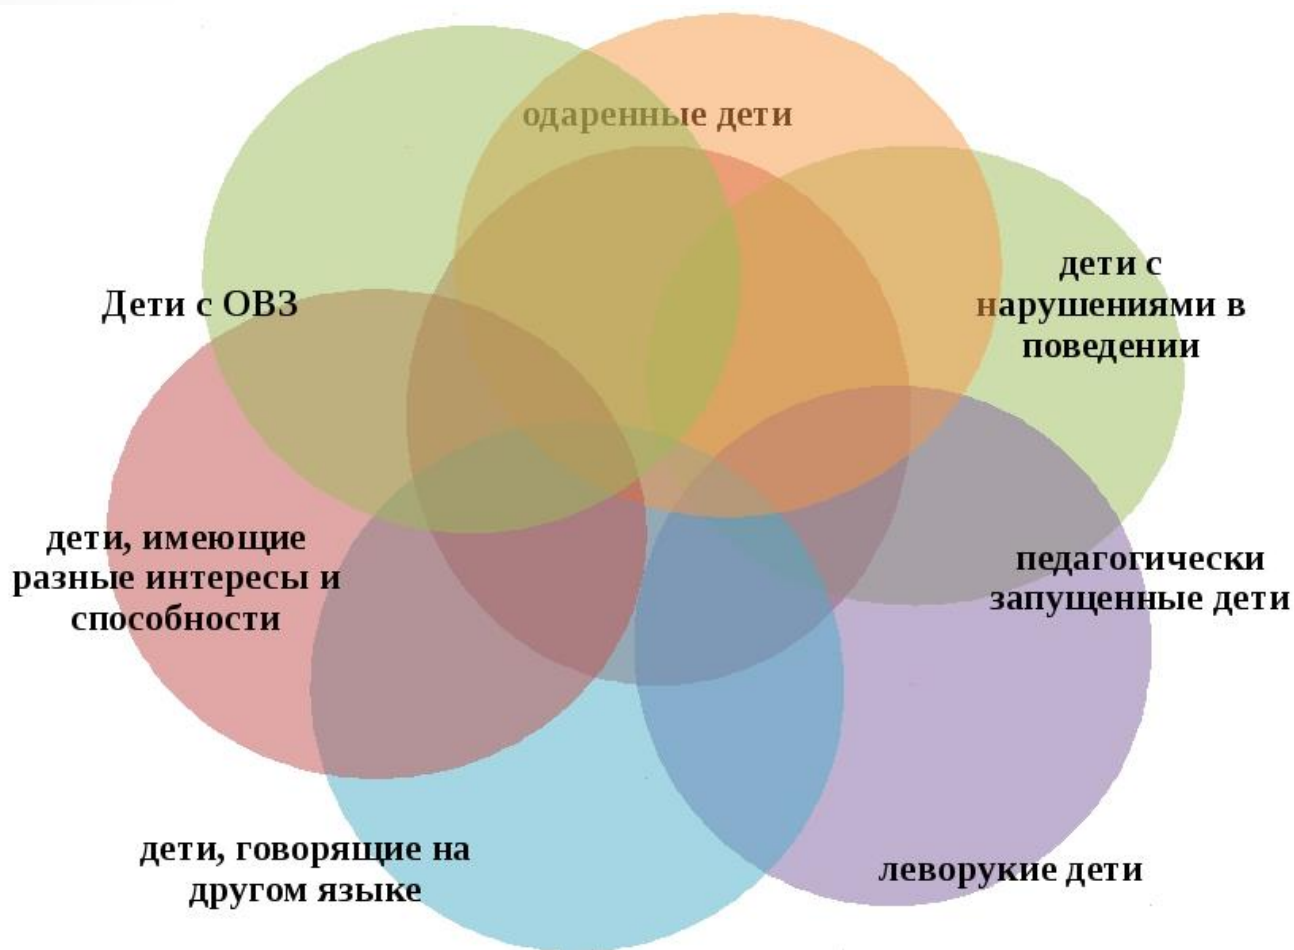 одаренные дети
дети с
нарушениями в
поведении
Дети с ОВЗ
дети, имеющие
разные интересы и
способности
педагогически
запущенные дети
дети, говорящие на
другом языке
леворукие дети